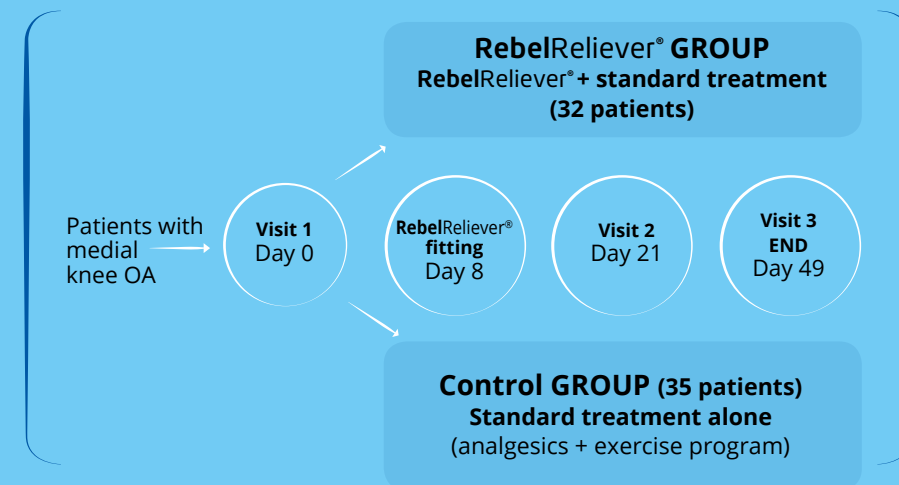 RebelReliever® GROUP
RebelReliever® + standard treatment
(32 patients)
Patients with
medial
knee OA
Visit 1
Day 0
RebelReliever®
fitting
Day 8
Visit 2
Day 21
Visit 3
END
Day 49
Control GROUP (35 patients)
Standard treatment alone
(analgesics + exercise program)